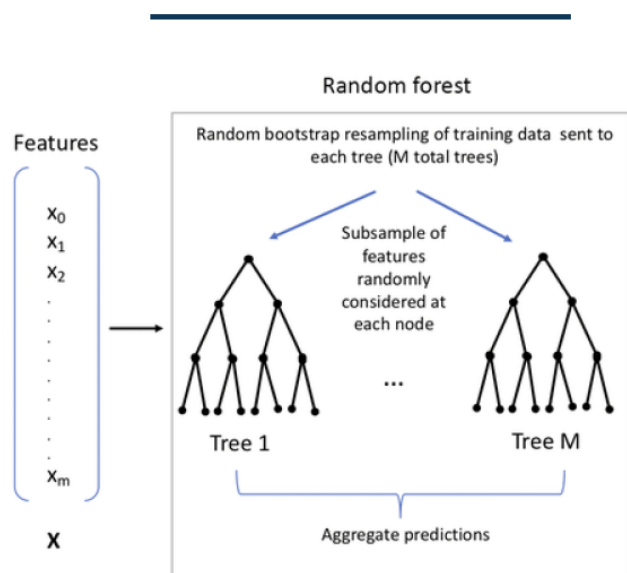 Random forest
Features
Random bootstrap resampling of training data sent to
each tree (M total trees)
X₀
X₁
X₂
.
.
.
.
.
.
.
.
.
Xₘ
X
Subsample of
features
randomly
considered at
each node
...
Tree 1
Tree M
Aggregate predictions